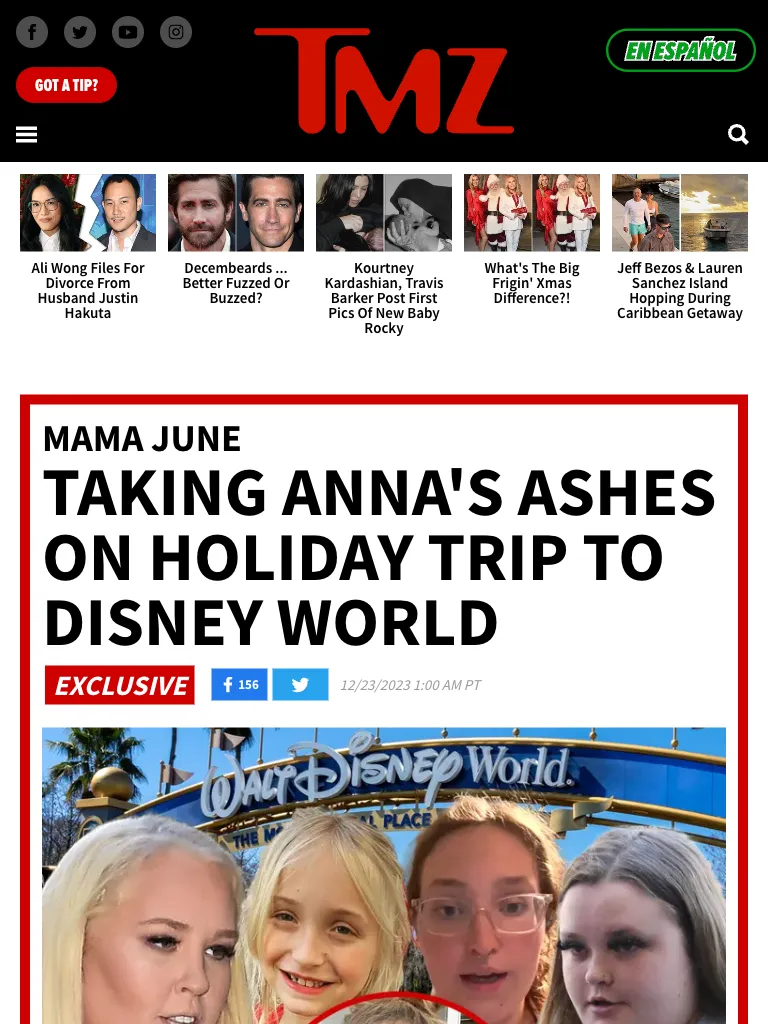 TMZ
EN ESPAÑOL
GOT A TIP?
Ali Wong Files For
Divorce From
Husband Justin
Hakuta
Decembeards ...
Better Fuzzed Or
Buzzed?
Kourtney
Kardashian, Travis
Barker Post First
Pics Of New Baby
Rocky
What's The Big
Frigin' Xmas
Difference?!
Jeff Bezos & Lauren
Sanchez Island
Hopping During
Caribbean Getaway
MAMA JUNE
TAKING ANNA'S ASHES
ON HOLIDAY TRIP TO
DISNEY WORLD
EXCLUSIVE
156
12/23/2023 1:00 AM PT
WALT DISNEY World
THE
PLACE